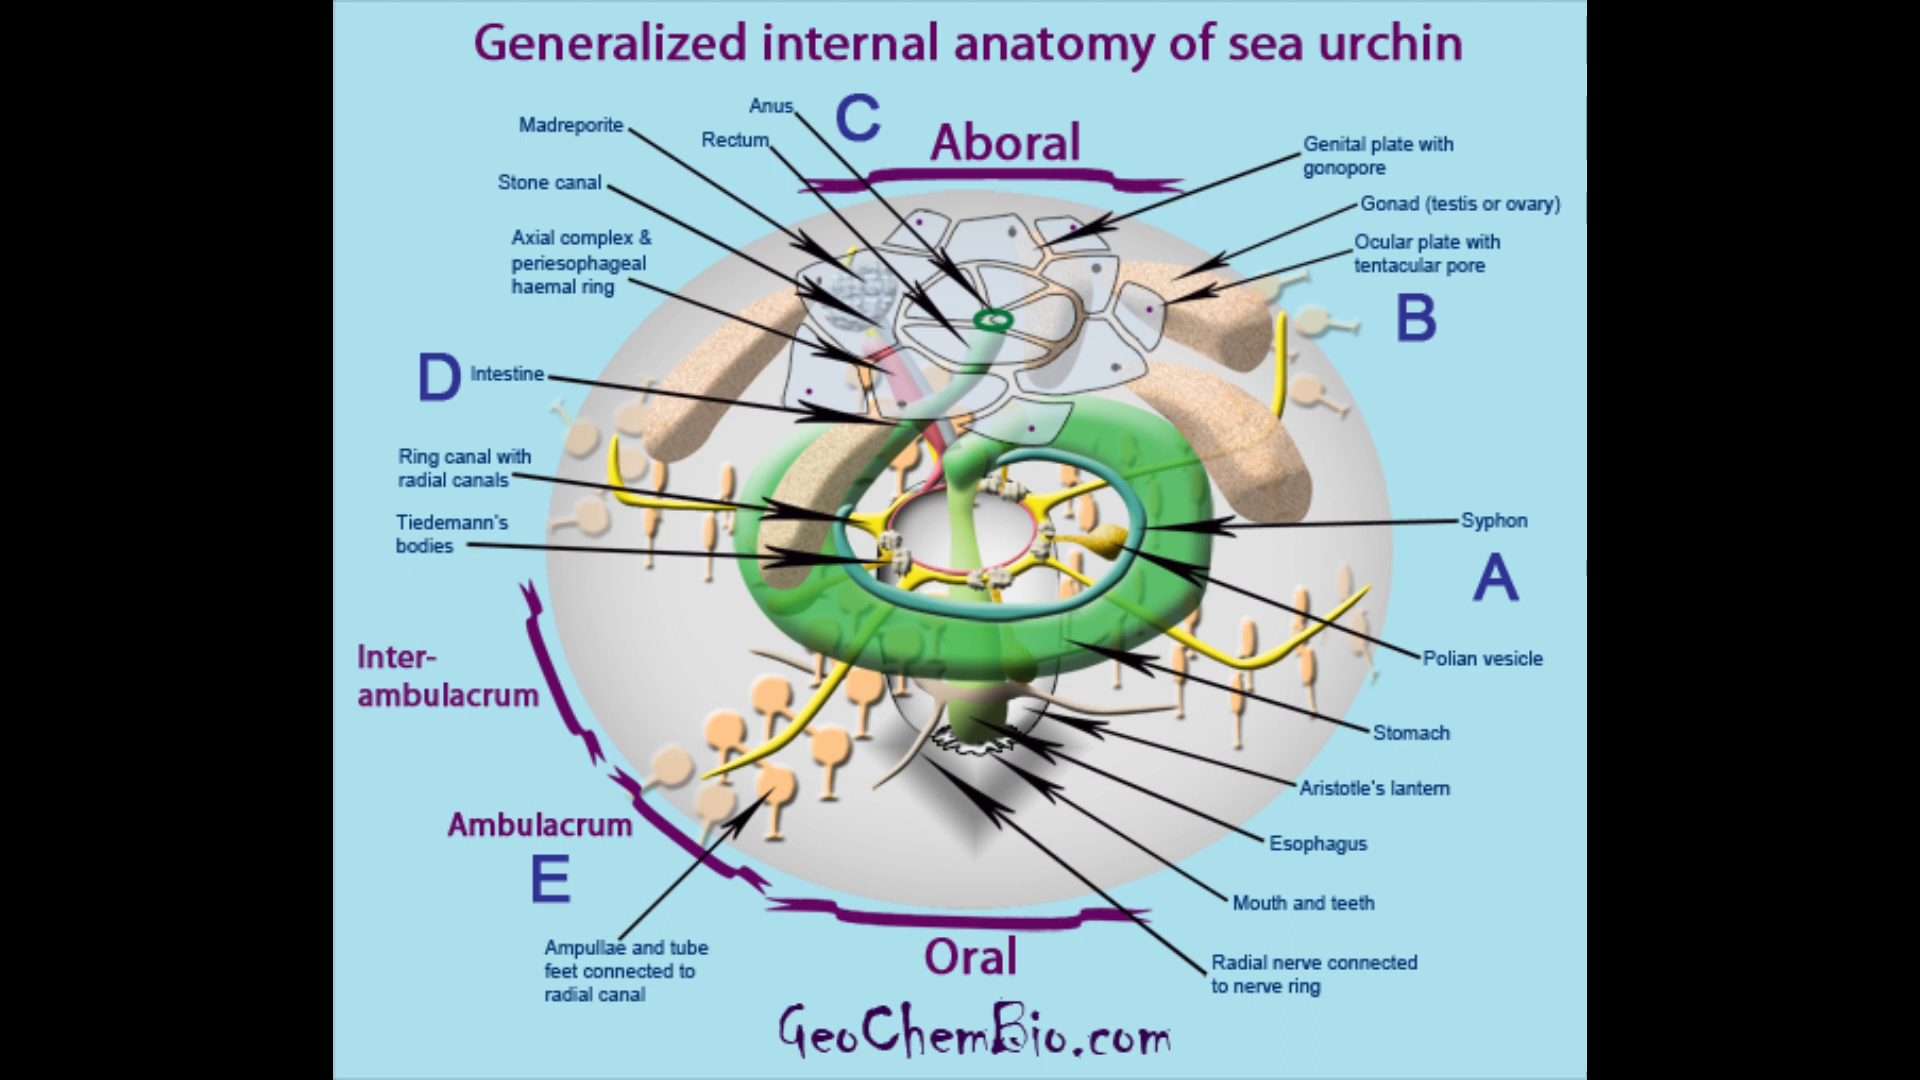 Generalized internal anatomy of sea urchin
Anus
C
Madreporite
Rectum
Aboral
Genital plate with
gonopore
Stone canal
Gonad (testis or ovary)
Axial complex &
periesophageal
haemal ring
Ocular plate with
tentacular pore
B
D
Intestine
Ring canal with
radial canals
Tiedemann's
bodies
Syphon
A
Inter-
ambulacrum
Polian vesicle
Stomach
Aristotle's lantern
Ambulacrum
E
Esophagus
Mouth and teeth
Ampullae and tube
feet connected to
radial canal
Oral
Radial nerve connected
to nerve ring
GeoChemBio.com